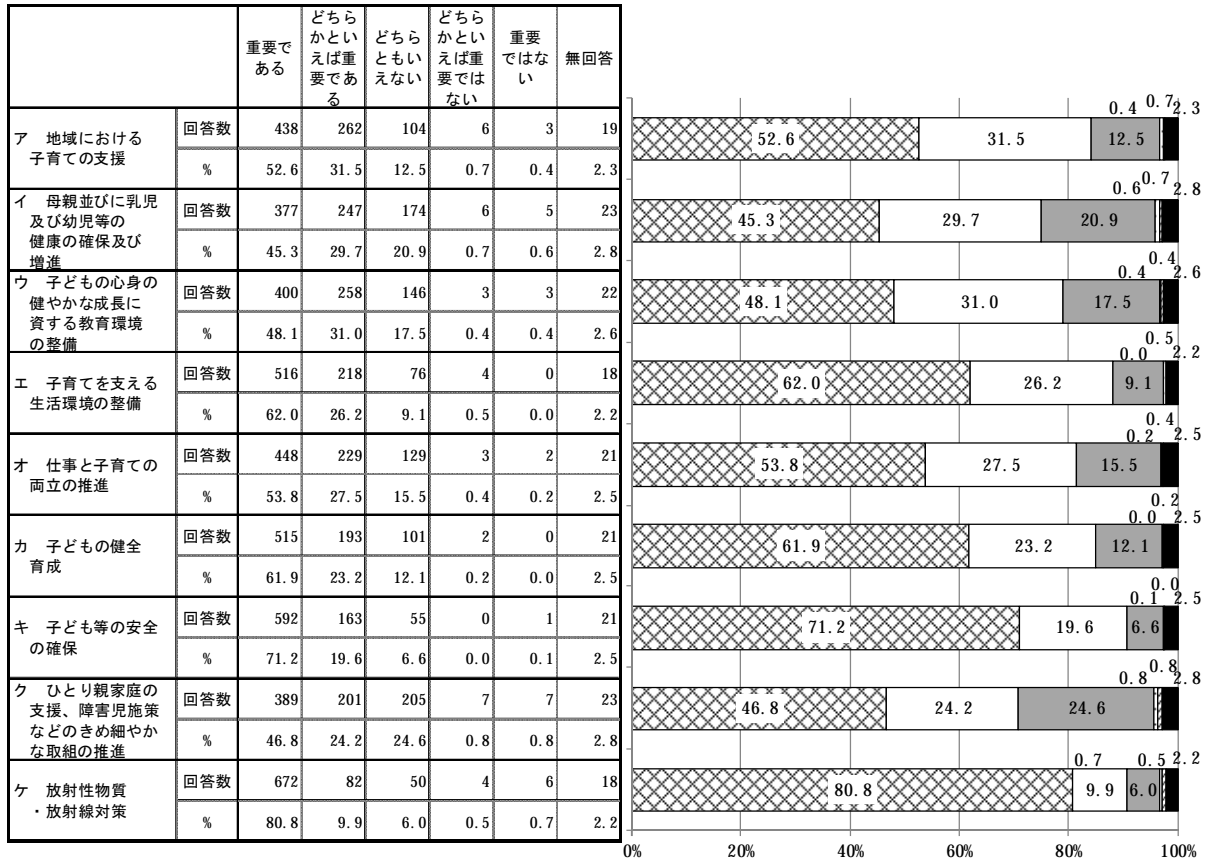 重要で
ある
どちら
かとい
えば重
要であ
る
どちら
ともい
えない
どちら
かとい
えば重
要では
ない
重要
ではな
い
無回答
ア 地域における
子育ての支援
回答数 438 262 104 6 3 19
% 52.6 31.5 12.5 0.7 0.4 2.3
イ 母親並びに乳児
及び幼児等の
健康の確保及び
増進
回答数 377 247 174 6 5 23
% 45.3 29.7 20.9 0.7 0.6 2.8
ウ 子どもの心身の
健やかな成長に
資する教育環境
の整備
回答数 400 258 146 3 3 22
% 48.1 31.0 17.5 0.4 0.4 2.6
エ 子育てを支える
生活環境の整備
回答数 516 218 76 4 0 18
% 62.0 26.2 9.1 0.5 0.0 2.2
オ 仕事と子育ての
両立の推進
回答数 448 229 129 3 2 21
% 53.8 27.5 15.5 0.4 0.2 2.5
カ 子どもの健全
育成
回答数 515 193 101 2 0 21
% 61.9 23.2 12.1 0.2 0.0 2.5
キ 子ども等の安全
の確保
回答数 592 163 55 0 1 21
% 71.2 19.6 6.6 0.0 0.1 2.5
ク ひとり親家庭の
支援、障害児施策
などのきめ細やか
な取組の推進
回答数 389 201 205 7 7 23
% 46.8 24.2 24.6 0.8 0.8 2.8
ケ 放射性物質
・放射線対策
回答数 672 82 50 4 6 18
% 80.8 9.9 6.0 0.5 0.7 2.2
0.4 0.7 2.3
52.6 31.5 12.5
0.6 0.7 2.8
45.3 29.7 20.9
0.4
0.4 2.6
48.1 31.0 17.5
0.5
0.0 2.2
62.0 26.2 9.1
0.4
0.2 2.5
53.8 27.5 15.5
0.2
0.0 2.5
61.9 23.2 12.1
0.0
0.1 2.5
71.2 19.6 6.6
0.8
0.8 2.8
46.8 24.2 24.6
0.7 0.5 2.2
80.8 9.9 6.0
0% 20% 40% 60% 80% 100%